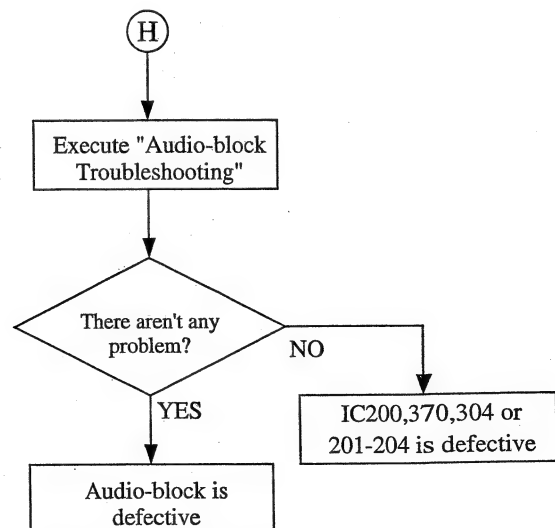 H
Execute "Audio-block
Troubleshooting"
There aren't any
problem?
NO
YES
IC200,370,304 or
201-204 is defective
Audio-block is
defective